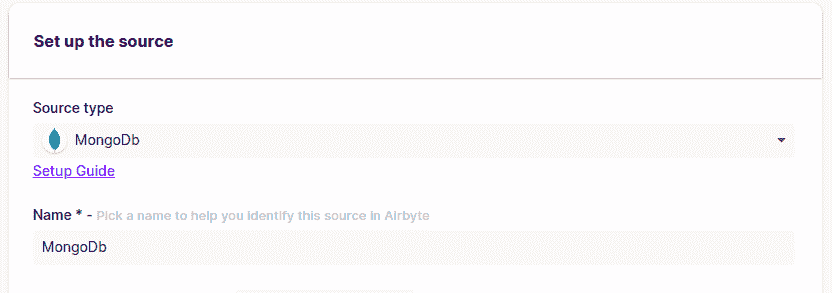 Set up the source
Source type
MongoDb
Setup Guide
Name * - Pick a name to help you identify this source in Airbyte
MongoDb